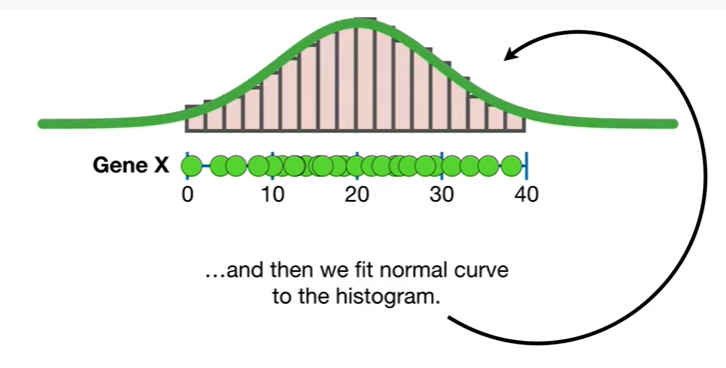 Gene X
0 10 20 30 40
...and then we fit normal curve
to the histogram.